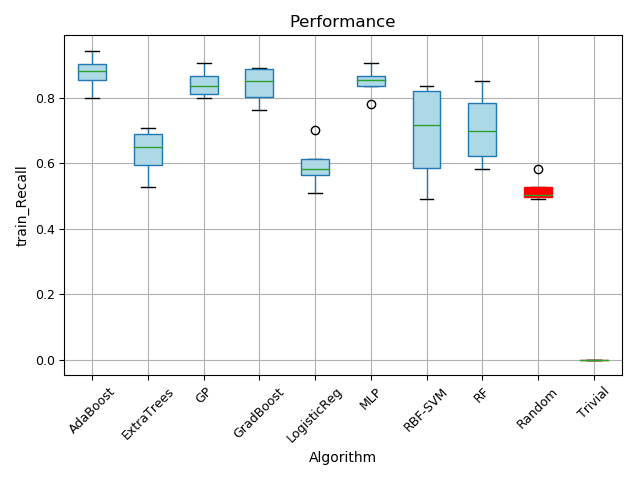 Performance
train_Recall
0.8
0.6
0.4
0.2
0.0
AdaBoost
ExtraTrees
GP
GradBoost
LogisticReg
MLP
RBF-SVM
RF
Random
Trivial
Algorithm